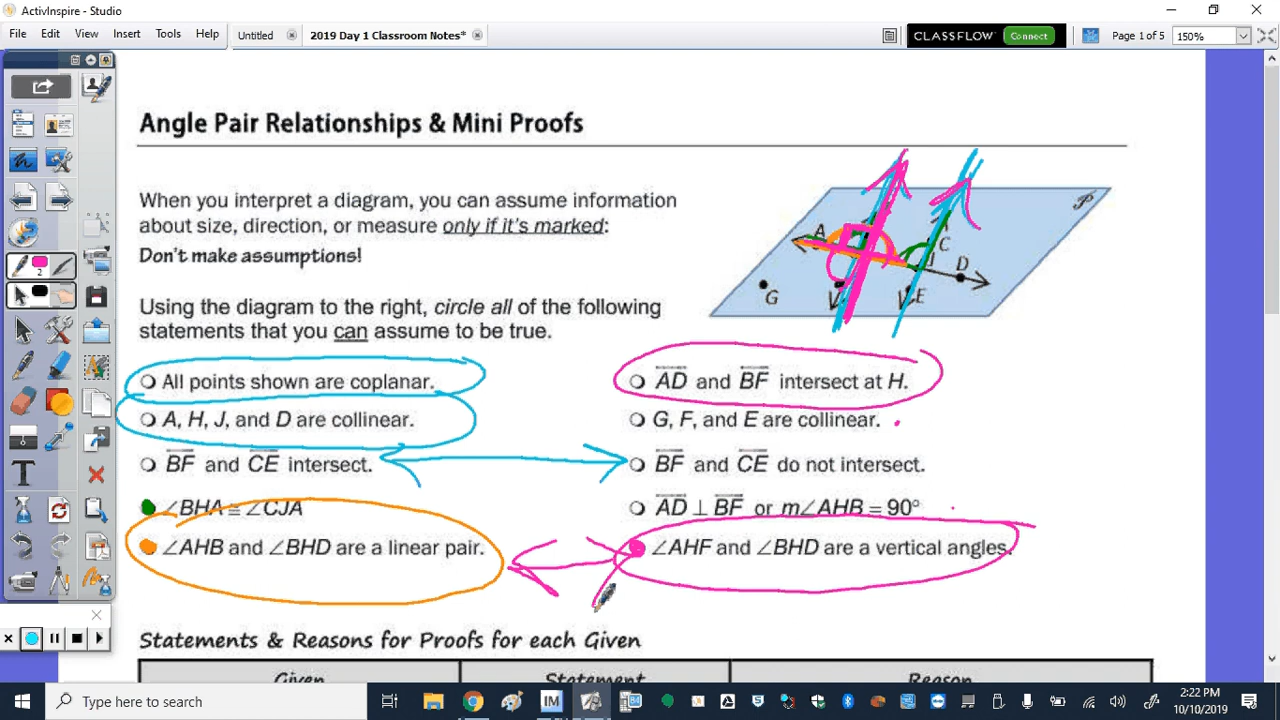 ActivInspire - Studio
File Edit View Insert Tools Help
Untitled
2019 Day 1 Classroom Notes*
CLASSFLOW Connect
Page 1 of 5
150%
Angle Pair Relationships & Mini Proofs
When you interpret a diagram, you can assume information
about size, direction, or measure only if it's marked:
Don't make assumptions!
Using the diagram to the right, circle all of the following
statements that you can assume to be true.
P
A
C
J
D
G
E
All points shown are coplanar.
AD and BF intersect at H.
A, H, J, and D are collinear.
G, F, and E are collinear.
BF and CE intersect.
BF and CE do not intersect.
∠BHA ≅ ∠CJA
AD ⊥ BF or m∠AHB = 90°
∠AHB and ∠BHD are a linear pair.
∠AHF and ∠BHD are a vertical angles.
Statements & Reasons for Proofs for each Given
Given Statement Reason
2
T
Type here to search
IM
2:22 PM
10/10/2019